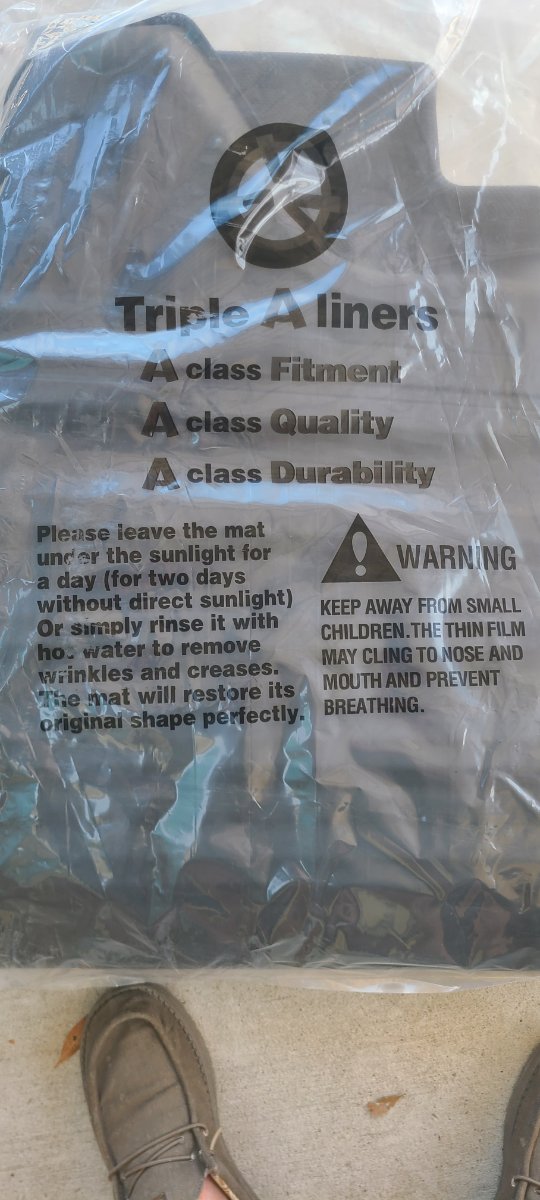 Triple A liners
A class Fitment
A class Quality
A class Durability
Please leave the mat
under the sunlight for
a day (for two days
without direct sunlight)
Or simply rinse it with
hot water to remove
wrinkles and creases.
The mat will restore its
original shape perfectly.
WARNING
KEEP AWAY FROM SMALL
CHILDREN.THE THIN FILM
MAY CLING TO NOSE AND
MOUTH AND PREVENT
BREATHING.